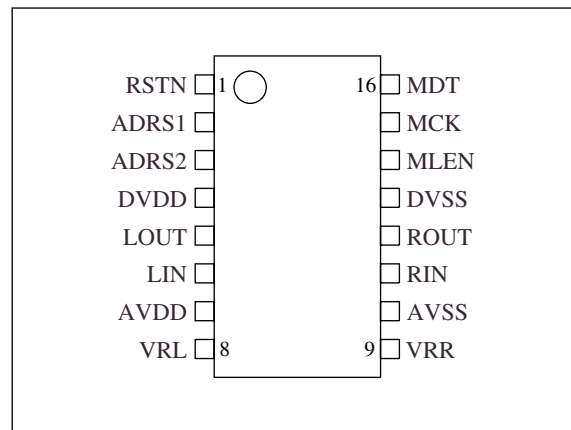 RSTN 1 16 MDT
ADRS1 MCK
ADRS2 MLEN
DVDD DVSS
LOUT ROUT
LIN RIN
AVDD AVSS
VRL 8 9 VRR